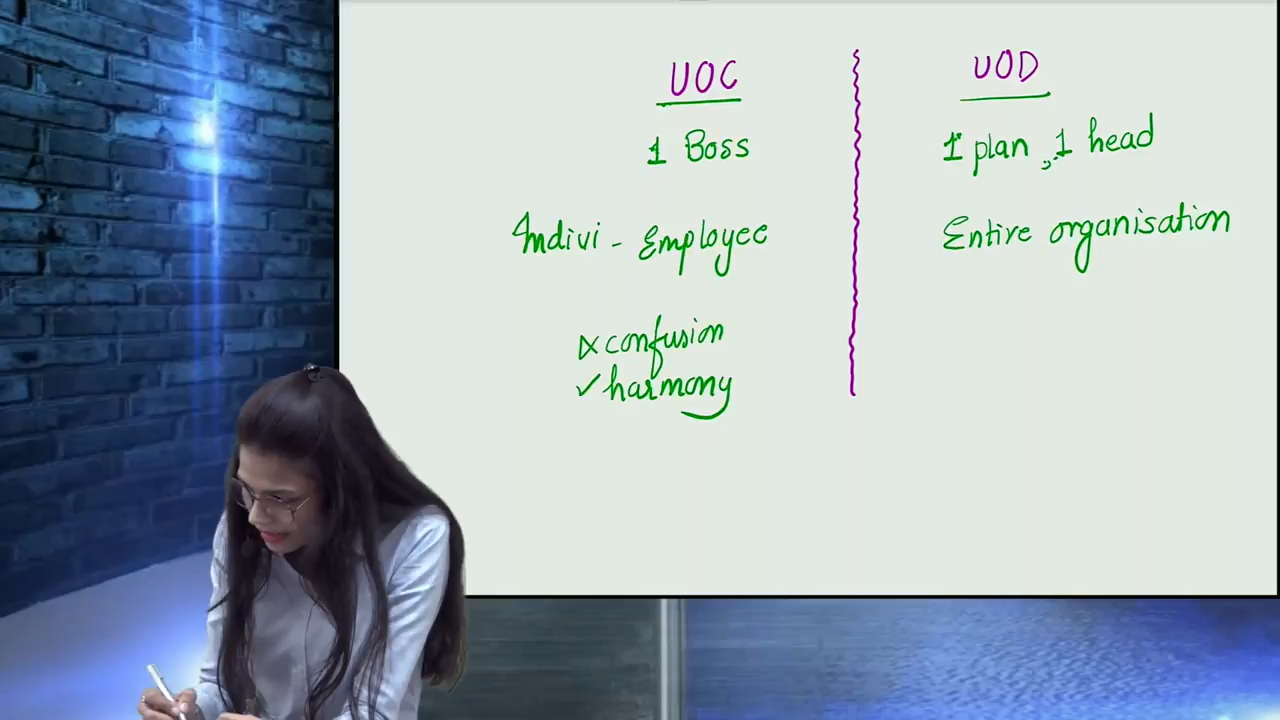 UOC
1 Boss
Indivi - Employee
x confusion
✓ harmony
UOD
1 plan, 1 head
Entire organisation